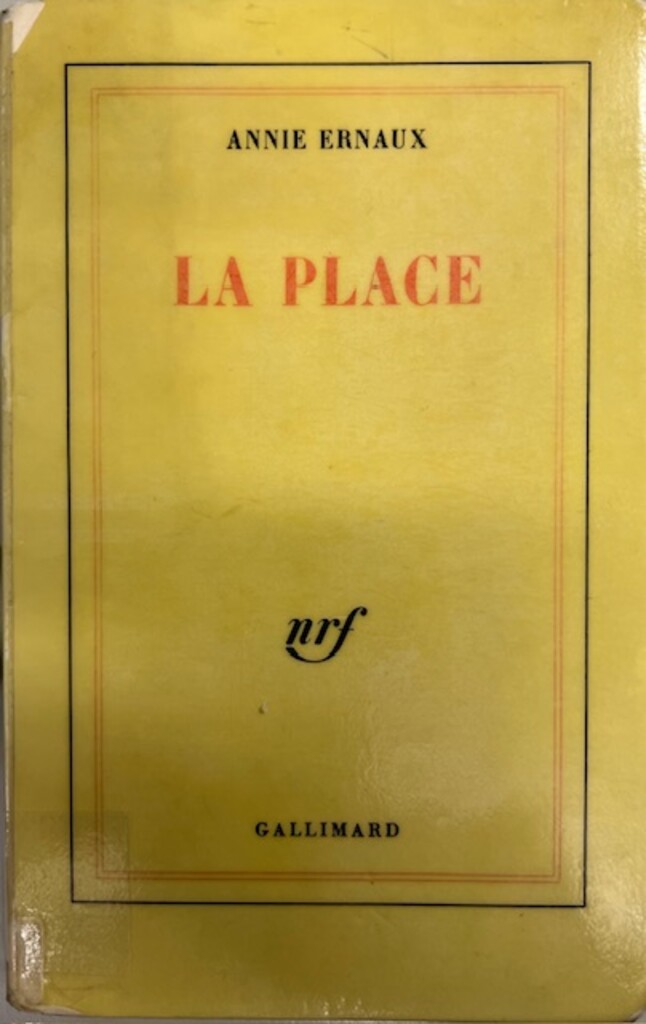 ANNIE ERNAUX
LA PLACE
nrf
GALLIMARD